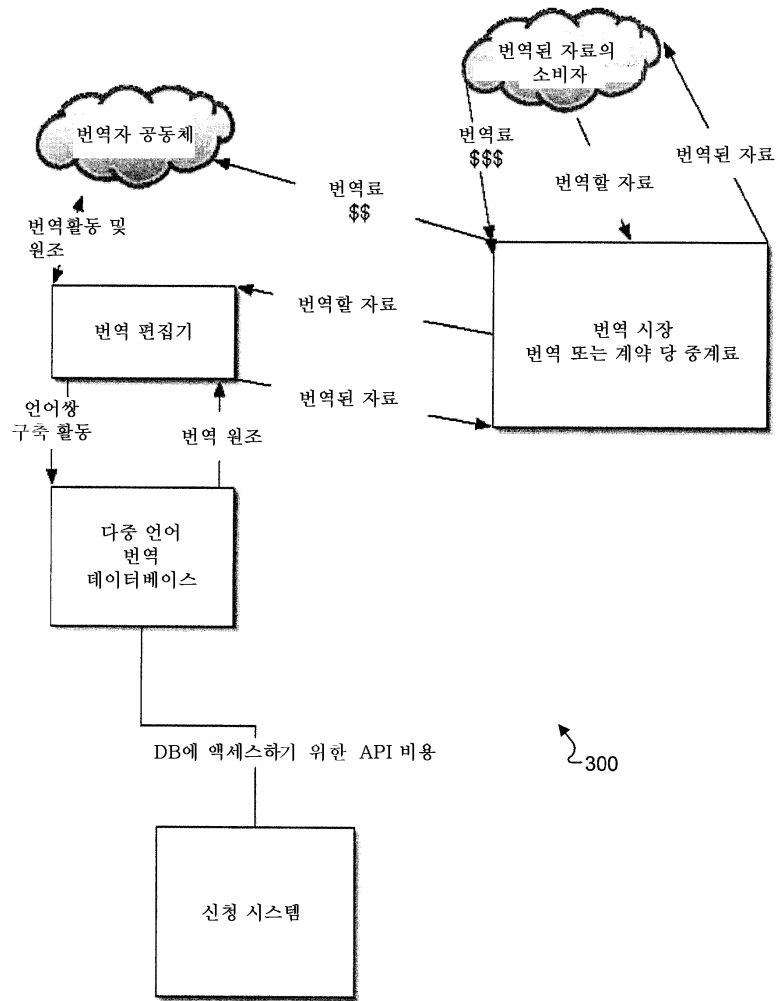 번역된 자료의
소비자
번역자 공동체
번역료
$$$
번역된 자료
번역할 자료
번역료
$$
번역활동 및
원조
번역할 자료
번역 편집기
번역 시장
번역 또는 계약 당 중계료
번역된 자료
언어쌍
구축 활동
번역 원조
다중 언어
번역
데이터베이스
DB에 액세스하기 위한 API 비용
300
신청 시스템